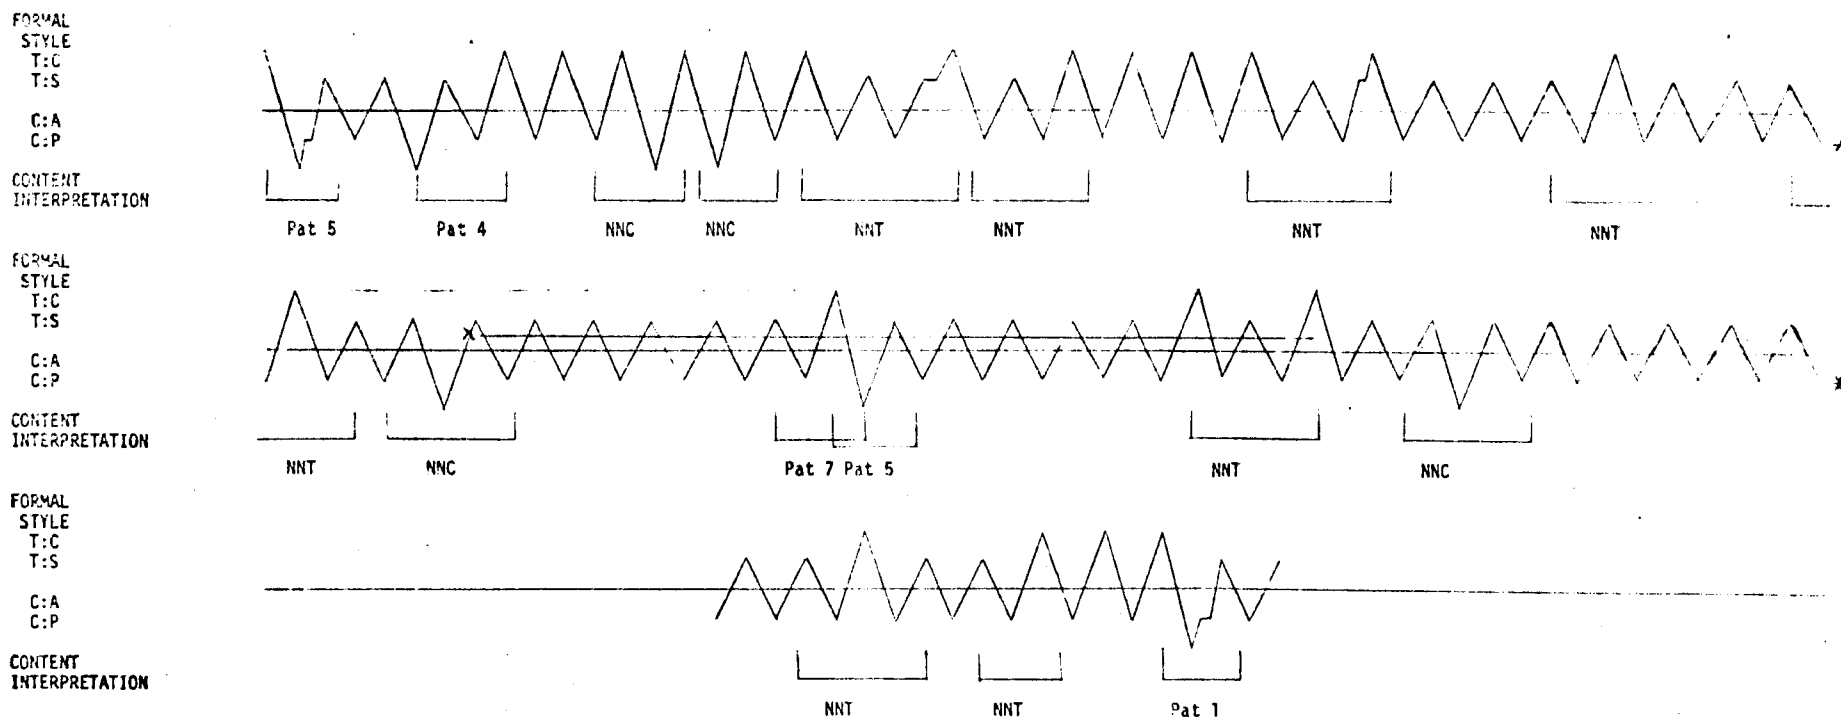 FORMAL
STYLE
T:C
T:S
C:A
C:P
CONTENT
INTERPRETATION
Pat 5 Pat 4 NNC NNC NNT NNT NNT NNT
FORMAL
STYLE
T:C
T:S
C:A
C:P
CONTENT
INTERPRETATION
NNT NNC Pat 7 Pat 5 NNT NNC
FORMAL
STYLE
T:C
T:S
C:A
C:P
CONTENT
INTERPRETATION
NNT NNT Pat 1